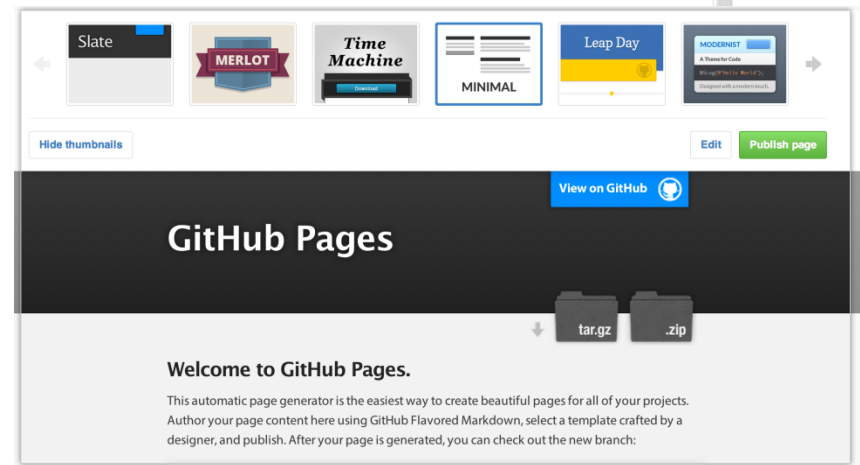 Slate
MERLOT
Time
Machine
Download
MINIMAL
Leap Day
MODERNIST
A Theme for Code
NSLog(@"Hello World");
Designed with a modern touch.
Hide thumbnails
Edit
Publish page
View on GitHub
GitHub Pages
tar.gz
.zip
Welcome to GitHub Pages.
This automatic page generator is the easiest way to create beautiful pages for all of your projects.
Author your page content here using GitHub Flavored Markdown, select a template crafted by a
designer, and publish. After your page is generated, you can check out the new branch: